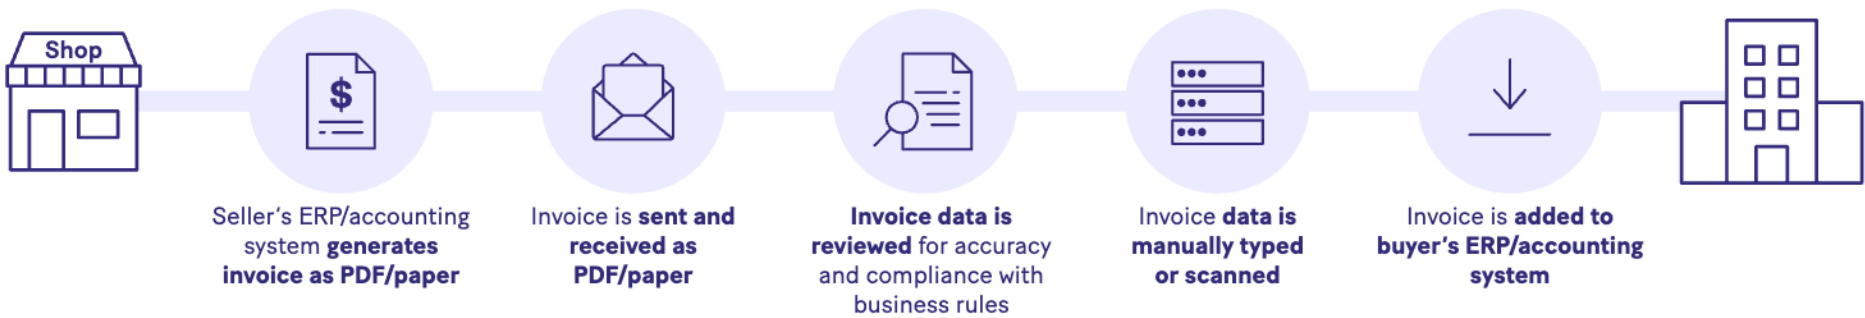 Shop
$
Seller's ERP/accounting
system generates
invoice as PDF/paper
Invoice is sent and
received as
PDF/paper
Invoice data is
reviewed for accuracy
and compliance with
business rules
Invoice data is
manually typed
or scanned
Invoice is added to
buyer's ERP/accounting
system